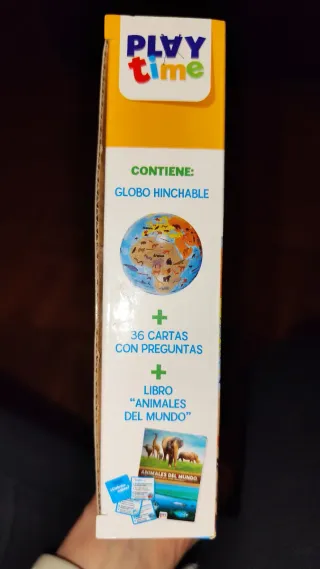 PLAY
time
CONTIENE:
GLOBO HINCHABLE
+
36 CARTAS
CON PREGUNTAS
+
LIBRO
"ANIMALES
DEL MUNDO"
ANIMALES DEL MUNDO